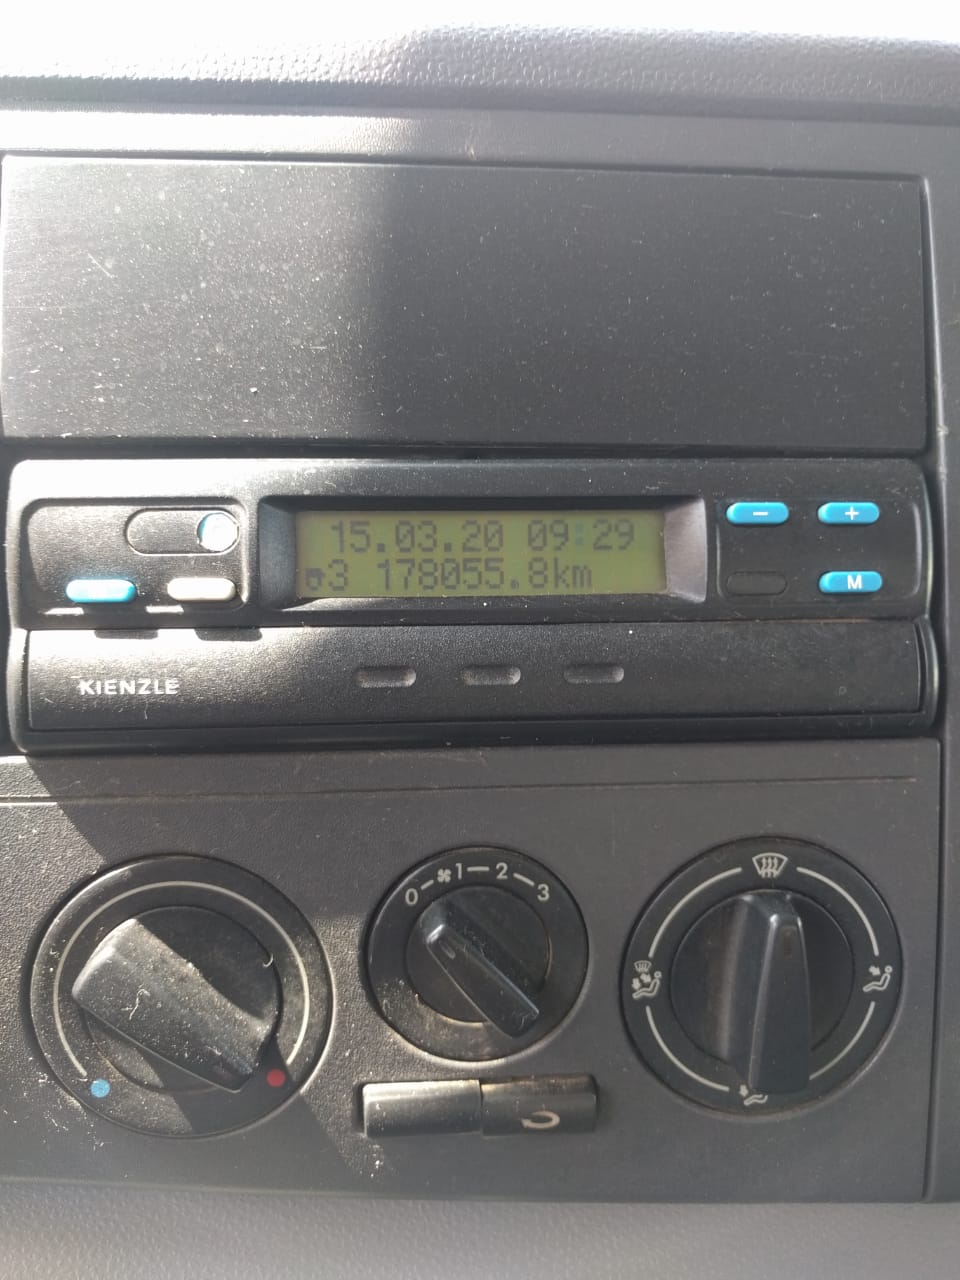 15.03.20 09:29
3 178055.8km
− +
M
KIENZLE
0 1 2 3